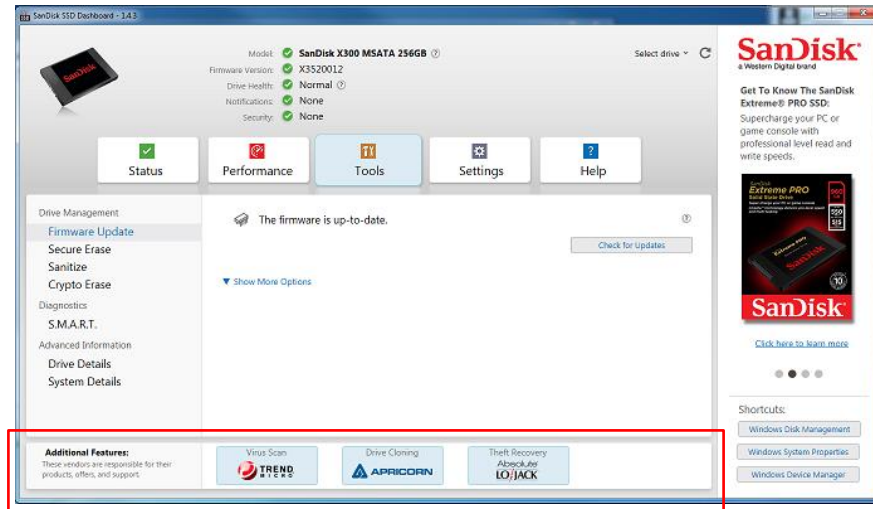 SanDisk SSD Dashboard - 1.4.3
SanDisk
Model: SanDisk X300 MSATA 256GB
Firmware Version: X3520012
Drive Health: Normal
Notifications: None
Security: None
Select drive
Status
Performance
Tools
Settings
Help
Drive Management
Firmware Update
Secure Erase
Sanitize
Crypto Erase
Diagnostics
S.M.A.R.T.
Advanced Information
Drive Details
System Details
The firmware is up-to-date.
Check for Updates
Show More Options
Additional Features:
These vendors are responsible for their
products, offers, and support.
Virus Scan
TREND
MICRO
Drive Cloning
APRICORN
Theft Recovery
Absolute
LOJACK
SanDisk
a Western Digital brand
Get To Know The SanDisk
Extreme® PRO SSD:
Supercharge your PC or
game console with
professional level read and
write speeds.
SanDisk
Extreme PRO
Solid State Drive
SanDisk
10
SanDisk
Click here to learn more
Shortcuts:
Windows Disk Management
Windows System Properties
Windows Device Manager